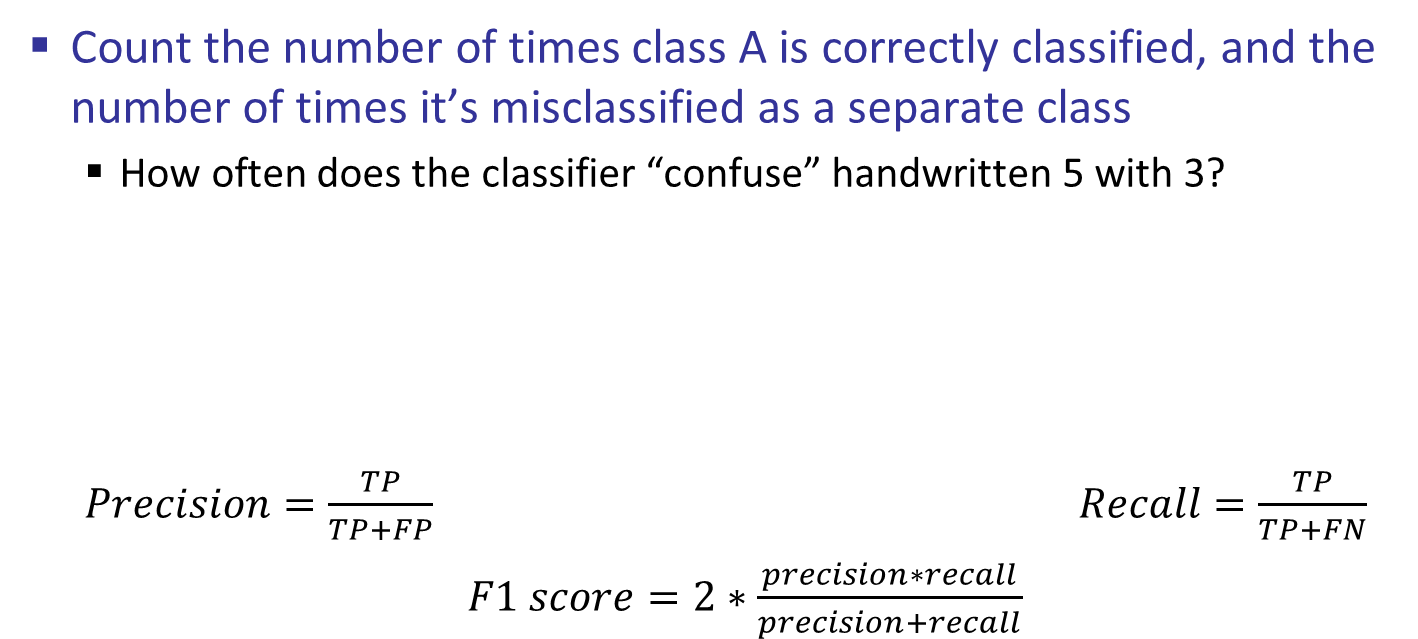 ▪ Count the number of times class A is correctly classified, and the
number of times it’s misclassified as a separate class
▪ How often does the classifier “confuse” handwritten 5 with 3?
Precision = TP/(TP+FP)
Recall = TP/(TP+FN)
F1 score = 2 * (precision*recall)/(precision+recall)